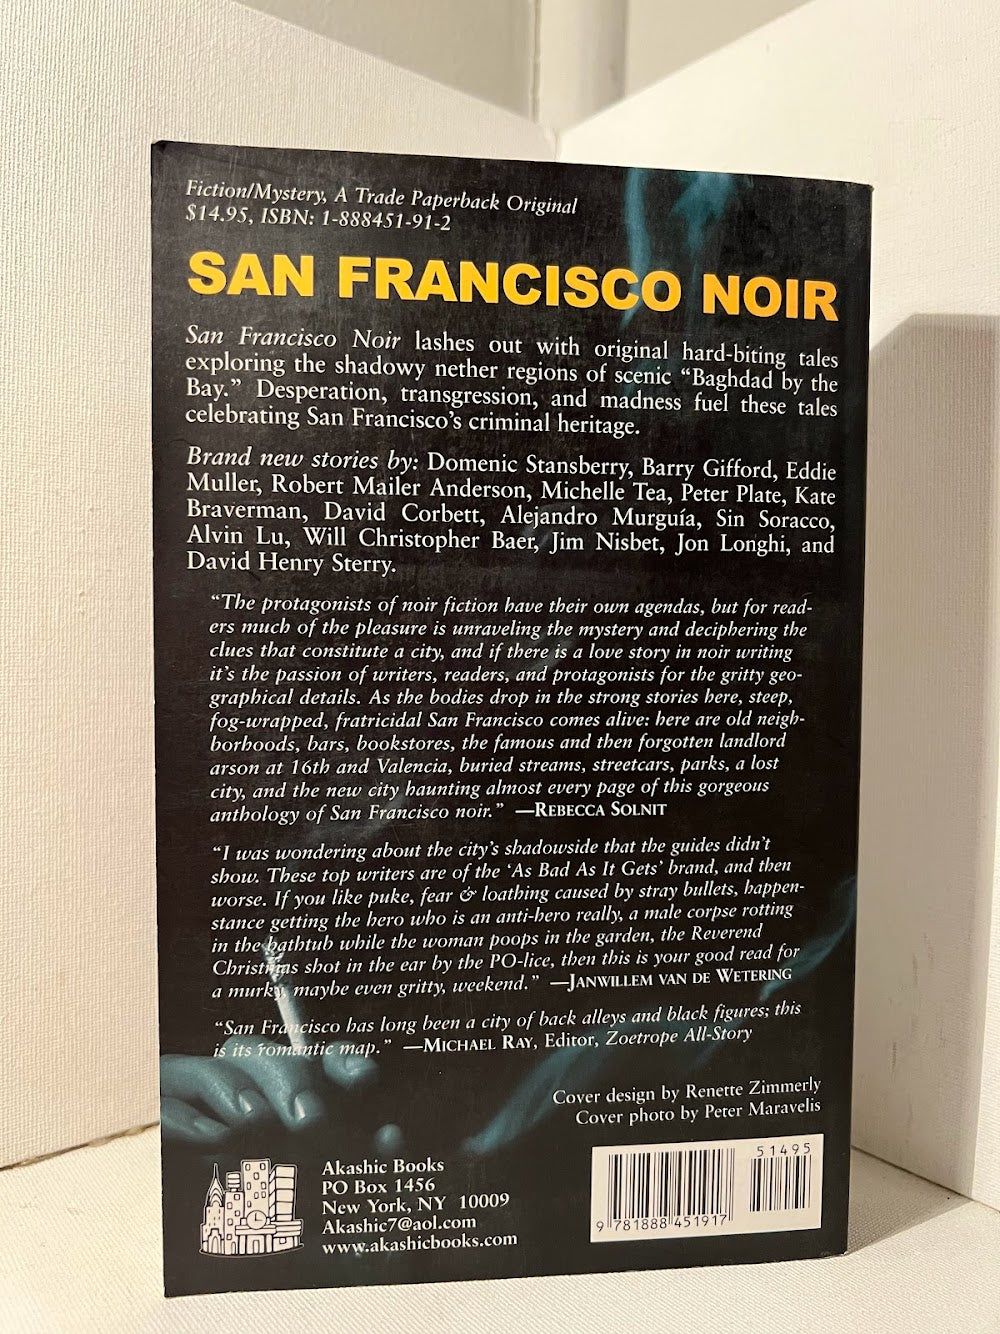 Fiction/Mystery, A Trade Paperback Original
$14.95, ISBN: 1-888451-91-2
SAN FRANCISCO NOIR
San Francisco Noir lashes out with original hard-biting tales
exploring the shadowy nether regions of scenic “Baghdad by the
Bay.” Desperation, transgression, and madness fuel these tales
celebrating San Francisco’s criminal heritage.
Brand new stories by: Domenic Stansberry, Barry Gifford, Eddie
Muller, Robert Mailer Anderson, Michelle Tea, Peter Plate, Kate
Braverman, David Corbett, Alejandro Murguía, Sin Soracco,
Alvin Lu, Will Christopher Baer, Jim Nisbet, Jon Longhi, and
David Henry Sterry.
“The protagonists of noir fiction have their own agendas, but for read-
ers much of the pleasure is unraveling the mystery and deciphering the
clues that constitute a city, and if there is a love story in noir writing
it’s the passion of writers, readers, and protagonists for the gritty geo-
graphical details. As the bodies drop in the strong stories here, steep,
fog-wrapped, fratricidal San Francisco comes alive: here are old neigh-
borhoods, bars, bookstores, the famous and then forgotten landlord
arson at 16th and Valencia, buried streams, streetcars, parks, a lost
city, and the new city haunting almost every page of this gorgeous
anthology of San Francisco noir.” —REBECCA SOLNIT
“I was wondering about the city’s shadowside that the guides didn’t
show. These top writers are of the ‘As Bad As It Gets’ brand, and then
worse. If you like puke, fear & loathing caused by stray bullets, happen-
stance getting the hero who is an anti-hero really, a male corpse rotting
in the bathtub while the woman poops in the garden, the Reverend
Christmas shot in the ear by the PO-lice, then this is your good read for
a murky, maybe even gritty, weekend.” —JANWILLEM VAN DE WETERING
“San Francisco has long been a city of back alleys and black figures; this
is its romantic map.” —MICHAEL RAY, Editor, Zoetrope All-Story
Cover design by Renette Zimmerly
Cover photo by Peter Maravelis
Akashic Books
PO Box 1456
New York, NY 10009
Akashic7@aol.com
www.akashicbooks.com
51495
9 781888 451917